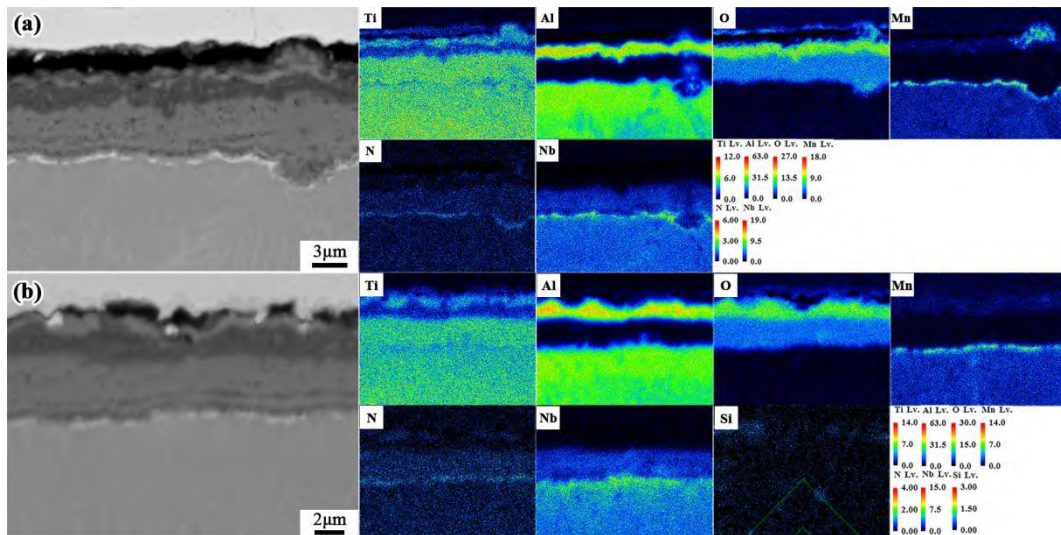 (a)
Ti
Al
O
Mn
3μm
N
Nb
Ti Lv. Al Lv. O Lv. Mn Lv.
12.0 63.0 27.0 18.0
6.0 31.5 13.5 9.0
0.0 0.0 0.0 0.0
N Lv. Nb Lv.
6.00 19.0
3.00 9.5
0.00 0.0
(b)
Ti
Al
O
Mn
2μm
N
Nb
Si
Ti Lv. Al Lv. O Lv. Mn Lv.
14.0 63.0 30.0 14.0
7.0 31.5 15.0 7.0
0.0 0.0 0.0 0.0
N Lv. Nb Lv. Si Lv.
4.00 15.0 3.00
2.00 7.5 1.50
0.00 0.0 0.00